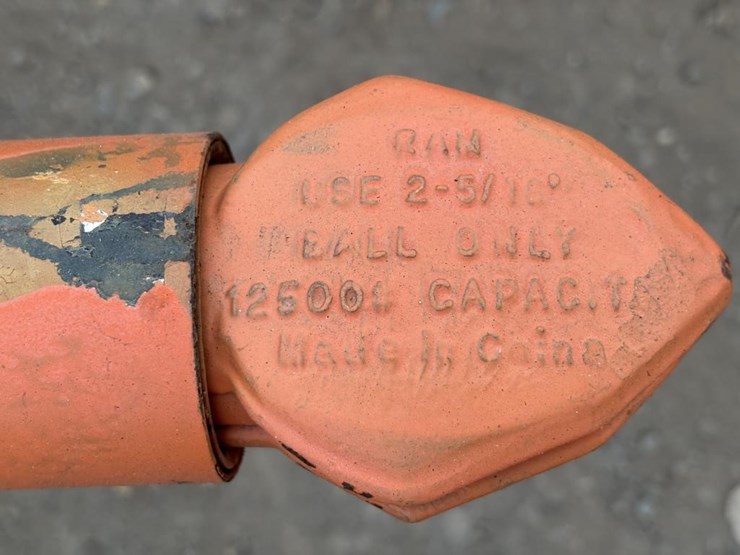 RAM
USE 2-5/16"
BALL ONLY
12500# CAPACITY
Made in China